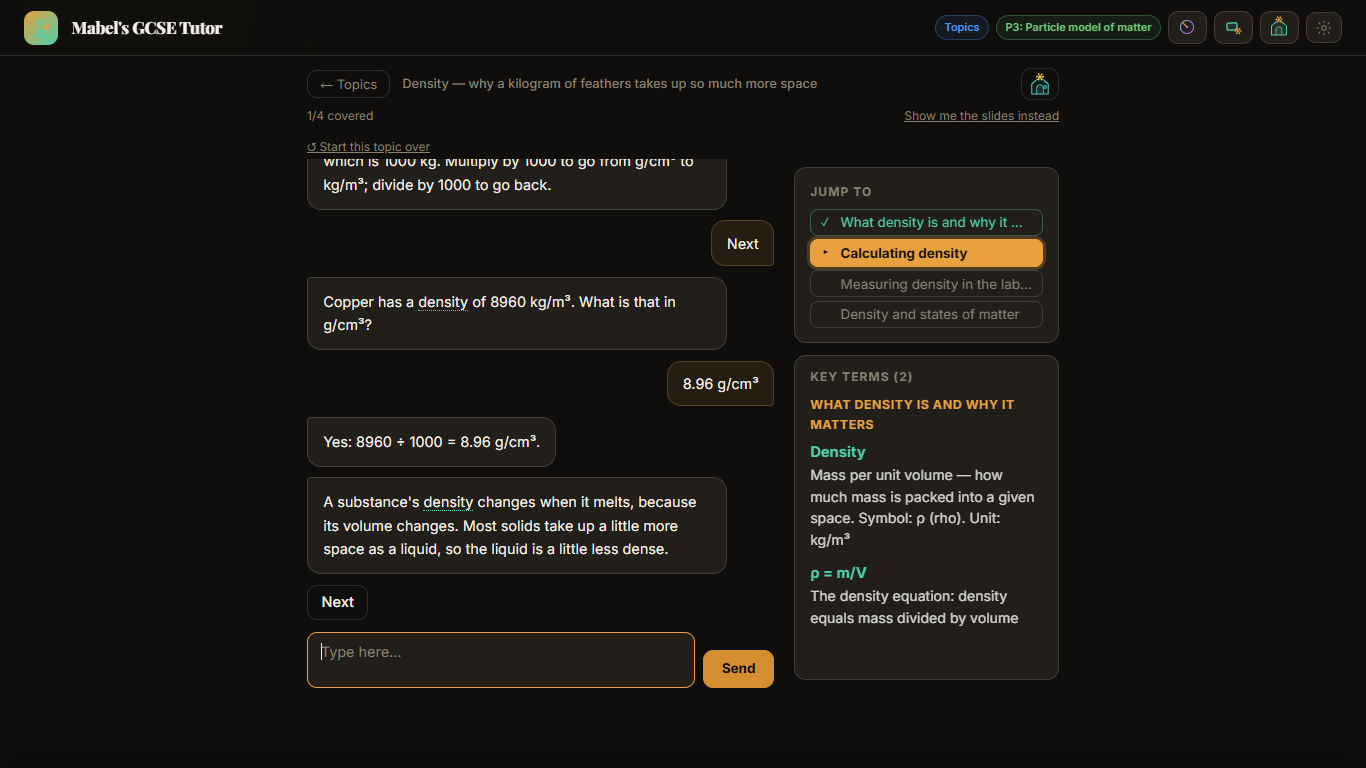 Mabel's GCSE Tutor
Topics
P3: Particle model of matter
← Topics
Density — why a kilogram of feathers takes up so much more space
1/4 covered
Show me the slides instead
↺ Start this topic over
which is 1000 kg. Multiply by 1000 to go from g/cm³ to
kg/m³; divide by 1000 to go back.
Next
Copper has a density of 8960 kg/m³. What is that in
g/cm³?
8.96 g/cm³
Yes: 8960 ÷ 1000 = 8.96 g/cm³.
A substance's density changes when it melts, because
its volume changes. Most solids take up a little more
space as a liquid, so the liquid is a little less dense.
Next
Type here...
Send
JUMP TO
✓ What density is and why it ...
‣ Calculating density
Measuring density in the lab...
Density and states of matter
KEY TERMS (2)
WHAT DENSITY IS AND WHY IT
MATTERS
Density
Mass per unit volume — how
much mass is packed into a given
space. Symbol: ρ (rho). Unit:
kg/m³
ρ = m/V
The density equation: density
equals mass divided by volume